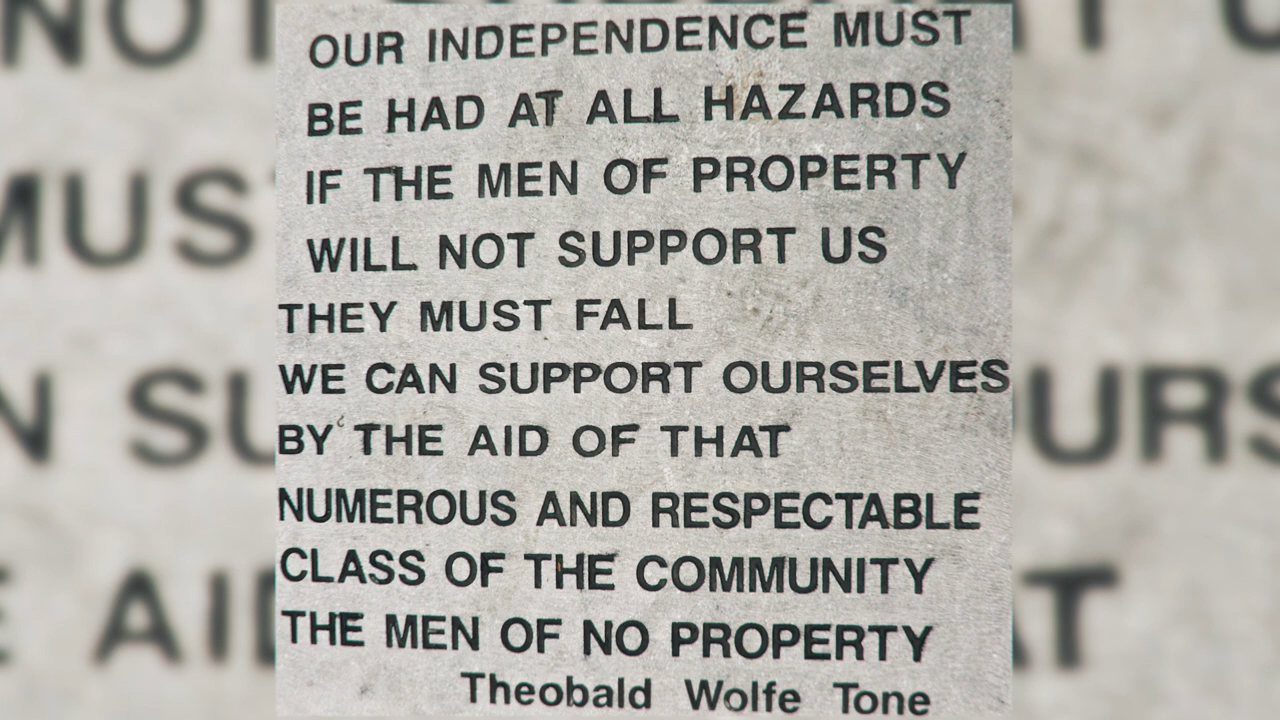 OUR INDEPENDENCE MUST
BE HAD AT ALL HAZARDS
IF THE MEN OF PROPERTY
WILL NOT SUPPORT US
THEY MUST FALL
WE CAN SUPPORT OURSELVES
BY THE AID OF THAT
NUMEROUS AND RESPECTABLE
CLASS OF THE COMMUNITY
THE MEN OF NO PROPERTY
Theobald Wolfe Tone